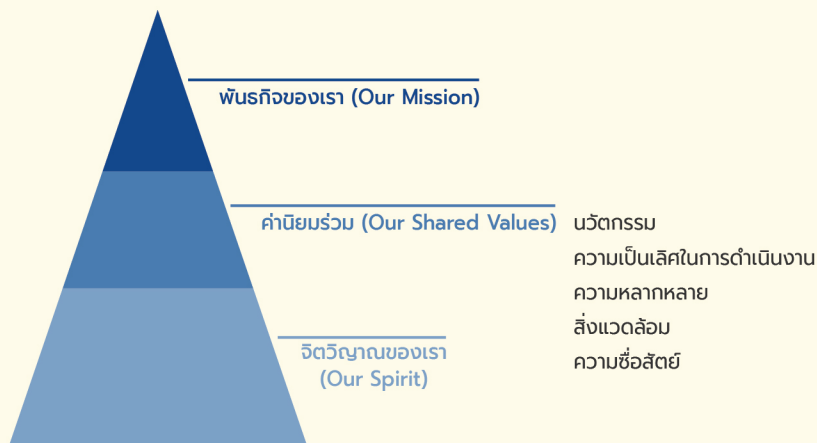 พันธกิจของเรา (Our Mission)
ค่านิยมร่วม (Our Shared Values)
นวัตกรรม
ความเป็นเลิศในการดำเนินงาน
ความหลากหลาย
สิ่งแวดล้อม
ความซื่อสัตย์
จิตวิญาณของเรา
(Our Spirit)